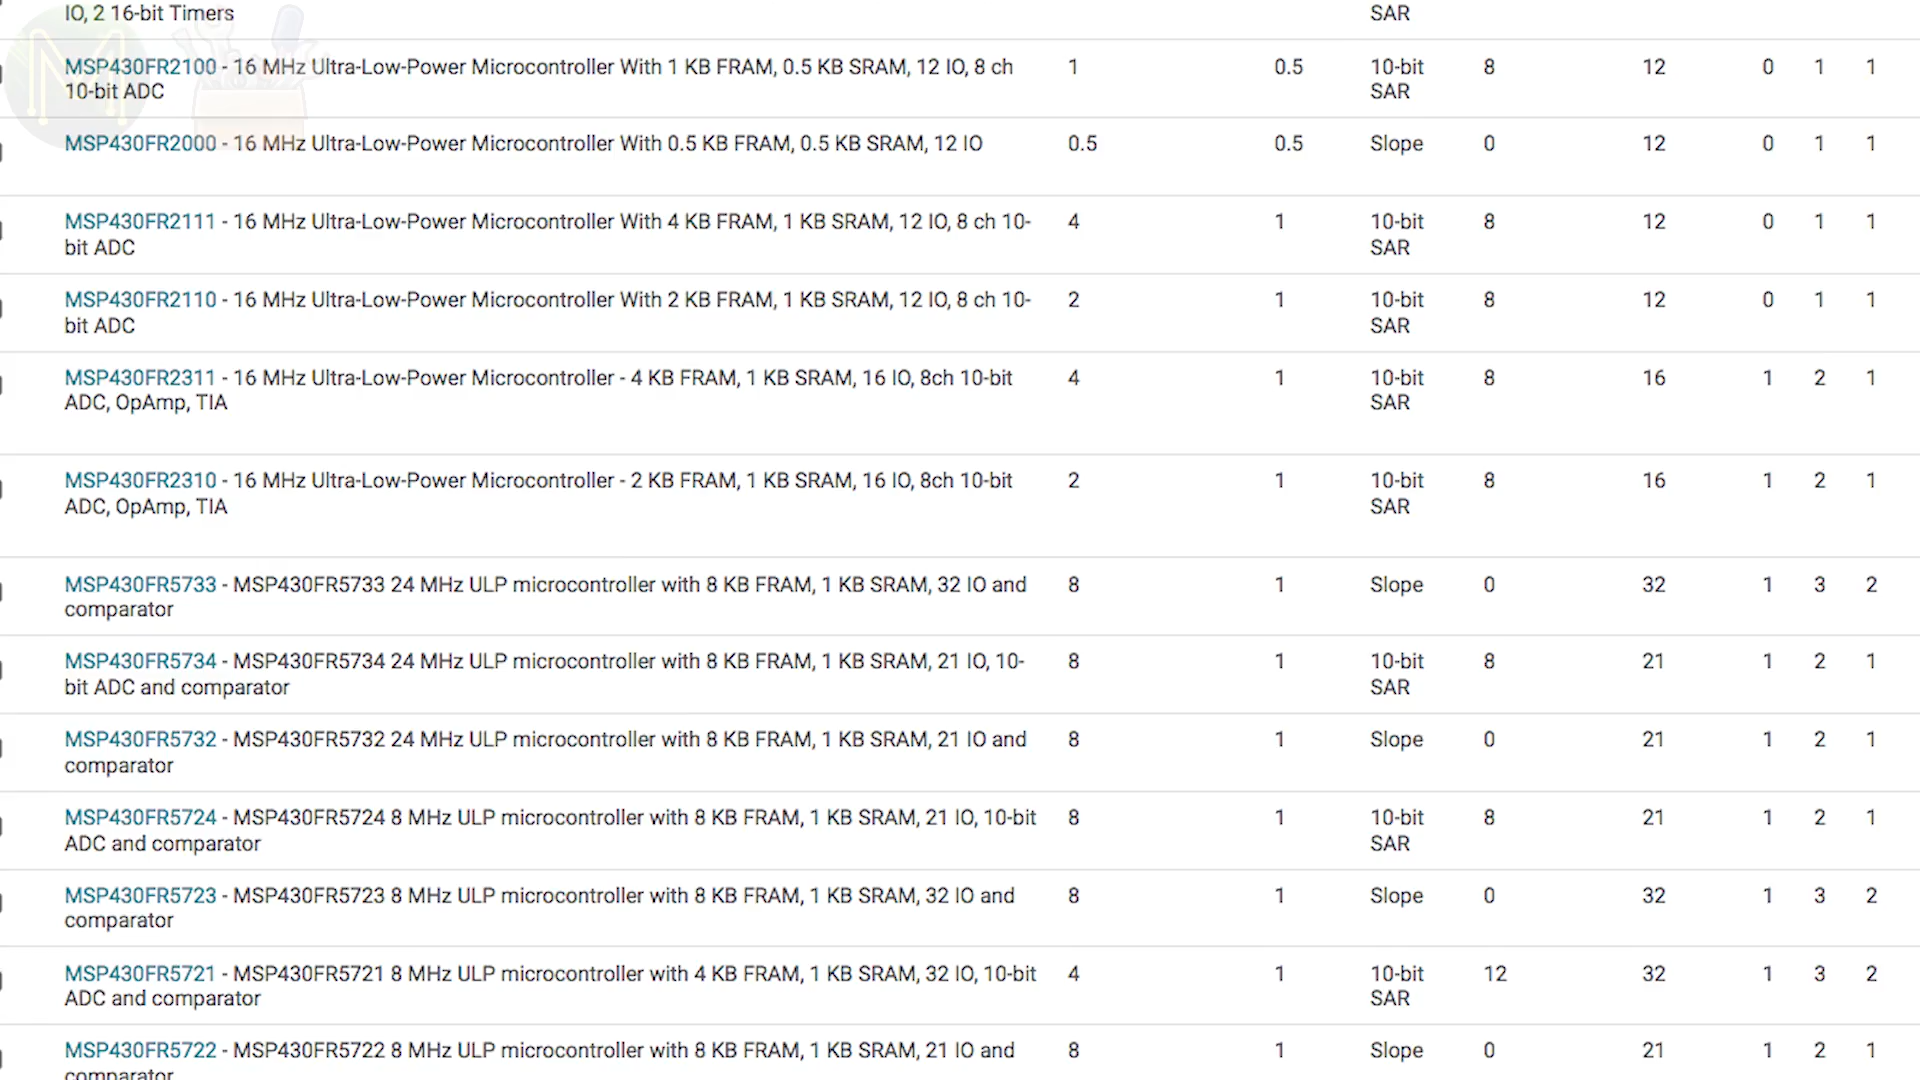 IO, 2 16-bit Timers SAR
MSP430FR2100 - 16 MHz Ultra-Low-Power Microcontroller With 1 KB FRAM, 0.5 KB SRAM, 12 IO, 8 ch 1 0.5 10-bit 8 12 0 1 1
10-bit ADC SAR
MSP430FR2000 - 16 MHz Ultra-Low-Power Microcontroller With 0.5 KB FRAM, 0.5 KB SRAM, 12 IO 0.5 0.5 Slope 0 12 0 1 1
MSP430FR2111 - 16 MHz Ultra-Low-Power Microcontroller With 4 KB FRAM, 1 KB SRAM, 12 IO, 8 ch 10- 4 1 10-bit 8 12 0 1 1
bit ADC SAR
MSP430FR2110 - 16 MHz Ultra-Low-Power Microcontroller With 2 KB FRAM, 1 KB SRAM, 12 IO, 8 ch 10- 2 1 10-bit 8 12 0 1 1
bit ADC SAR
MSP430FR2311 - 16 MHz Ultra-Low-Power Microcontroller - 4 KB FRAM, 1 KB SRAM, 16 IO, 8ch 10-bit 4 1 10-bit 8 16 1 2 1
ADC, OpAmp, TIA SAR
MSP430FR2310 - 16 MHz Ultra-Low-Power Microcontroller - 2 KB FRAM, 1 KB SRAM, 16 IO, 8ch 10-bit 2 1 10-bit 8 16 1 2 1
ADC, OpAmp, TIA SAR
MSP430FR5733 - MSP430FR5733 24 MHz ULP microcontroller with 8 KB FRAM, 1 KB SRAM, 32 IO and 8 1 Slope 0 32 1 3 2
comparator
MSP430FR5734 - MSP430FR5734 24 MHz ULP microcontroller with 8 KB FRAM, 1 KB SRAM, 21 IO, 10- 8 1 10-bit 8 21 1 2 1
bit ADC and comparator SAR
MSP430FR5732 - MSP430FR5732 24 MHz ULP microcontroller with 8 KB FRAM, 1 KB SRAM, 21 IO and 8 1 Slope 0 21 1 2 1
comparator
MSP430FR5724 - MSP430FR5724 8 MHz ULP microcontroller with 8 KB FRAM, 1 KB SRAM, 21 IO, 10-bit 8 1 10-bit 8 21 1 2 1
ADC and comparator SAR
MSP430FR5723 - MSP430FR5723 8 MHz ULP microcontroller with 8 KB FRAM, 1 KB SRAM, 32 IO and 8 1 Slope 0 32 1 3 2
comparator
MSP430FR5721 - MSP430FR5721 8 MHz ULP microcontroller with 4 KB FRAM, 1 KB SRAM, 32 IO, 10-bit 4 1 10-bit 12 32 1 3 2
ADC and comparator SAR
MSP430FR5722 - MSP430FR5722 8 MHz ULP microcontroller with 8 KB FRAM, 1 KB SRAM, 21 IO and 8 1 Slope 0 21 1 2 1
comparator